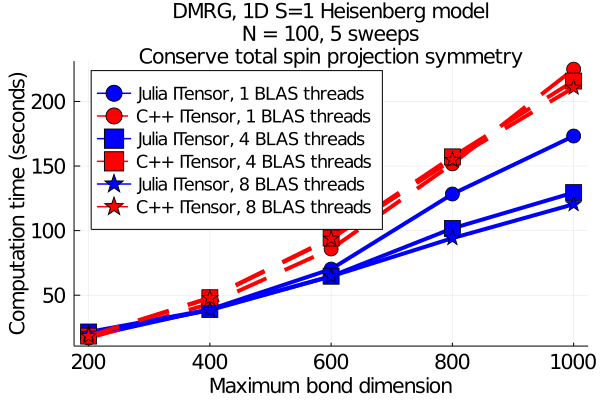 DMRG, 1D S=1 Heisenberg model
N = 100, 5 sweeps
Conserve total spin projection symmetry
Computation time (seconds)
200
150
100
50
Julia ITensor, 1 BLAS threads
C++ ITensor, 1 BLAS threads
Julia ITensor, 4 BLAS threads
C++ ITensor, 4 BLAS threads
Julia ITensor, 8 BLAS threads
C++ ITensor, 8 BLAS threads
200 400 600 800 1000
Maximum bond dimension